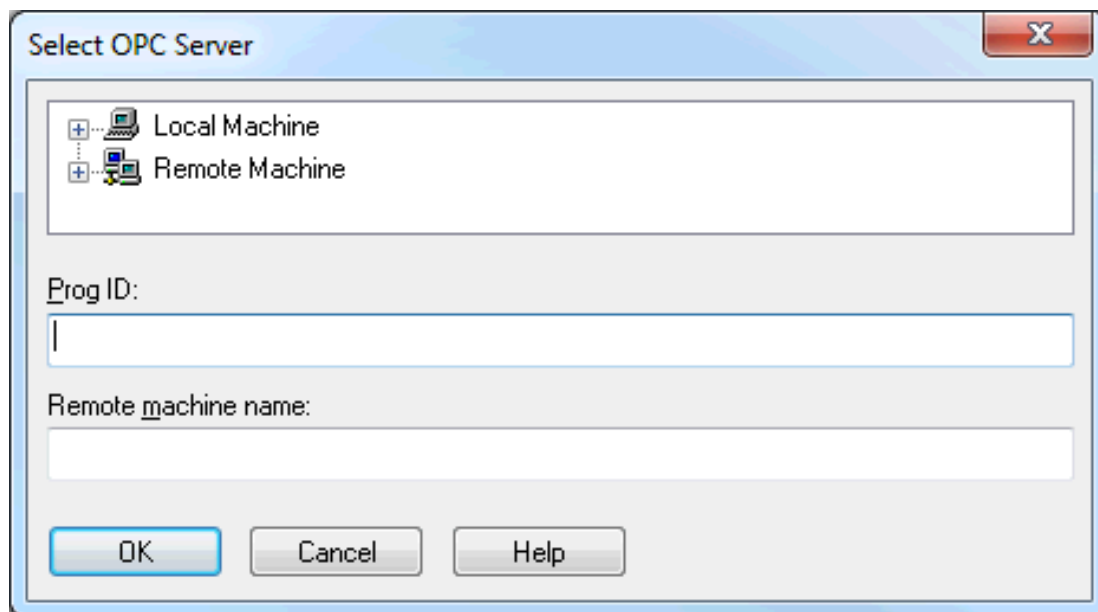 Select OPC Server
Local Machine
Remote Machine
Prog ID:
Remote machine name:
OK Cancel Help